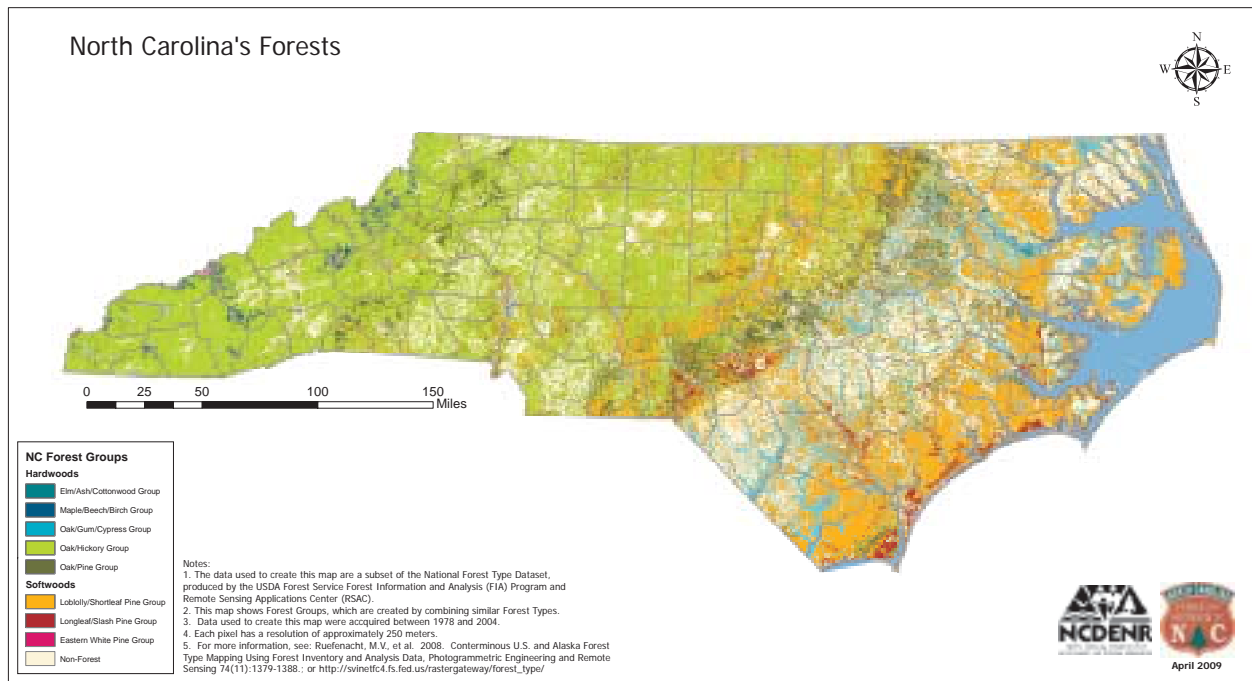 North Carolina's Forests
N
W E
S
0 25 50 100 150
Miles
NC Forest Groups
Hardwoods
Elm/Ash/Cottonwood Group
Maple/Beech/Birch Group
Oak/Gum/Cypress Group
Oak/Hickory Group
Oak/Pine Group
Softwoods
Loblolly/Shortleaf Pine Group
Longleaf/Slash Pine Group
Eastern White Pine Group
Non-Forest
Notes:
1. The data used to create this map are a subset of the National Forest Type Dataset,
produced by the USDA Forest Service Forest Information and Analysis (FIA) Program and
Remote Sensing Applications Center (RSAC).
2. This map shows Forest Groups, which are created by combining similar Forest Types.
3. Data used to create this map were accquired between 1978 and 2004.
4. Each pixel has a resolution of approximately 250 meters.
5. For more information, see: Ruefenacht, M.V., et al. 2008. Conterminous U.S. and Alaska Forest
Type Mapping Using Forest Inventory and Analysis Data, Photogrammetric Engineering and Remote
Sensing 74(11):1379-1388.; or http://svinetfc4.fs.fed.us/rastergateway/forest_type/
NCDENR
N C
April 2009